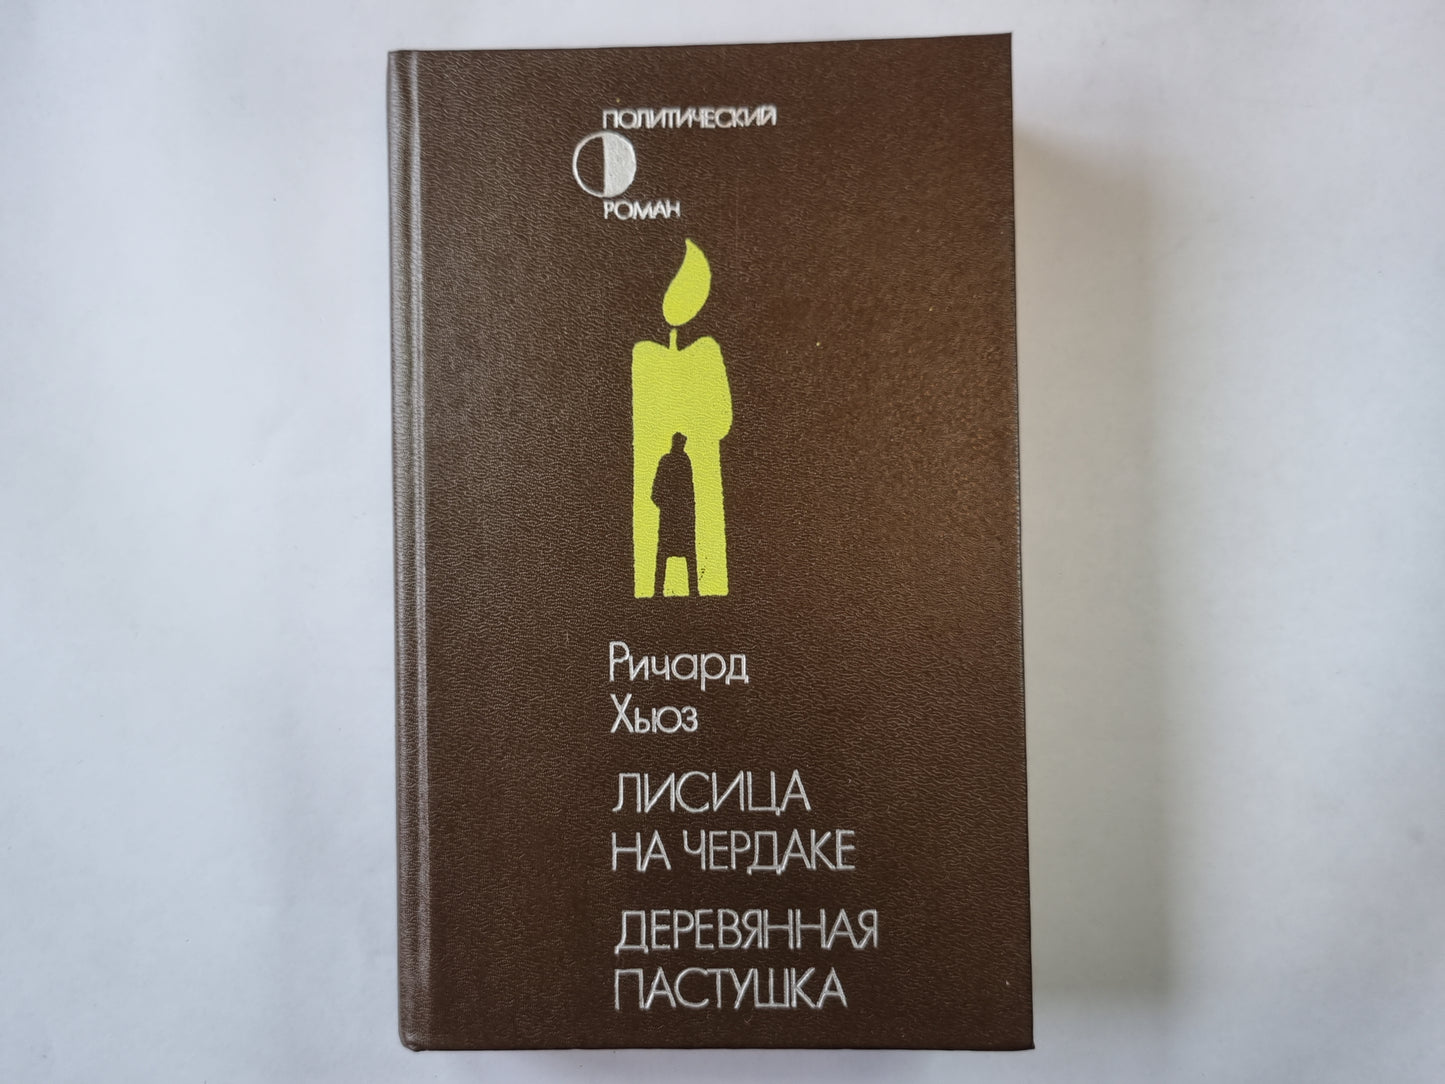 ПОЛИТИЧЕСКИЙ
РОМАН
Ричард
Хьюз
ЛИСИЦА
НА ЧЕРДАКЕ
ДЕРЕВЯННАЯ
ПАСТУШКА